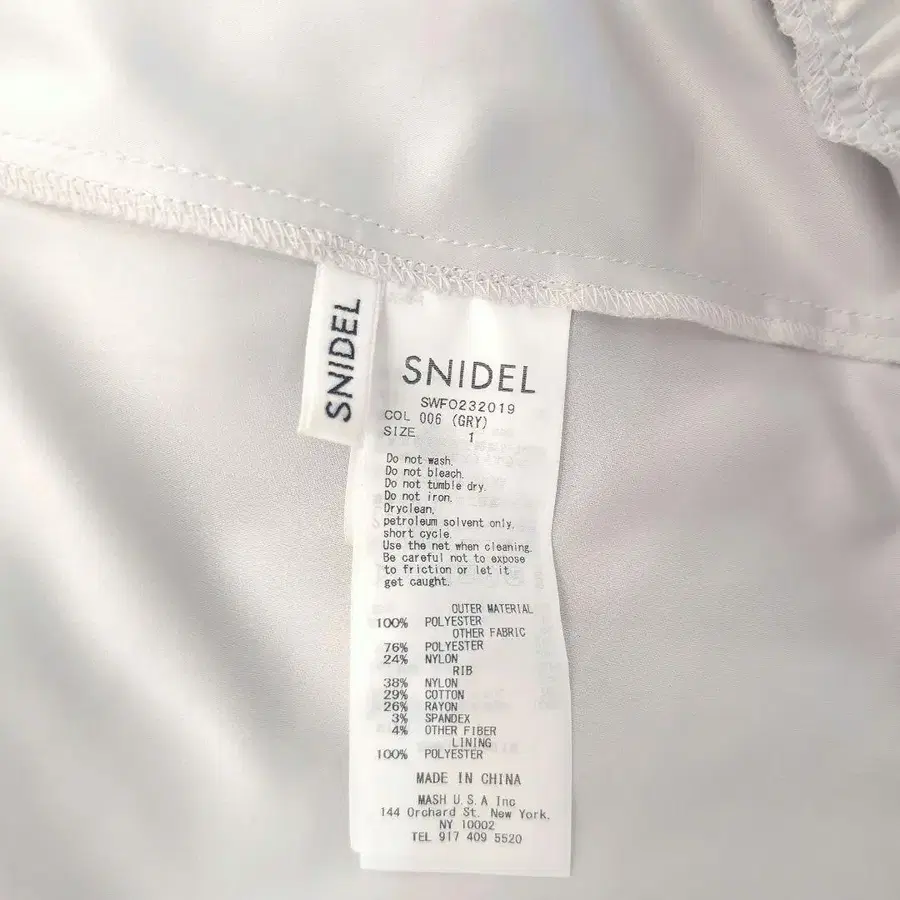 SNIDEL
SNIDEL
SWFO232019
COL 006 (GRY)
SIZE 1
Do not wash.
Do not bleach.
Do not tumble dry.
Do not iron.
Dryclean.
petroleum solvent only.
short cycle.
Use the net when cleaning.
Be careful not to expose
to friction or let it
get caught.
OUTER MATERIAL
100% POLYESTER
OTHER FABRIC
76% POLYESTER
24% NYLON
RIB
38% NYLON
29% COTTON
26% RAYON
3% SPANDEX
4% OTHER FIBER
LINING
100% POLYESTER
MADE IN CHINA
MASH U.S.A Inc
144 Orchard St. New York,
NY 10002
TEL 917 409 5520